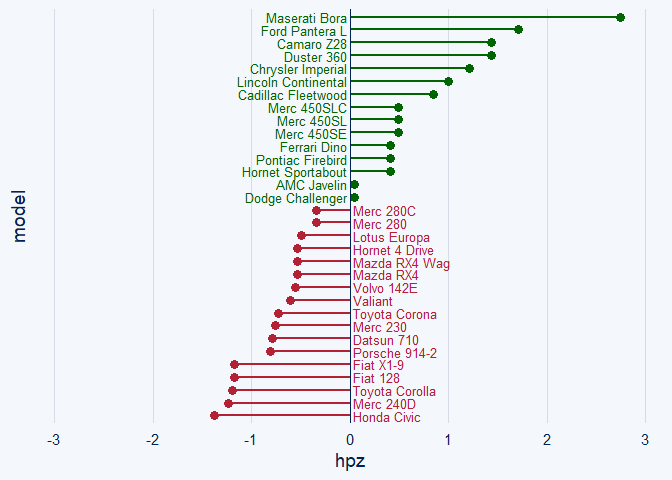 Maserati Bora
Ford Pantera L
Camaro Z28
Duster 360
Chrysler Imperial
Lincoln Continental
Cadillac Fleetwood
Merc 450SLC
Merc 450SL
Merc 450SE
Ferrari Dino
Pontiac Firebird
Hornet Sportabout
AMC Javelin
Dodge Challenger
Merc 280C
Merc 280
Lotus Europa
Hornet 4 Drive
Mazda RX4 Wag
Mazda RX4
Volvo 142E
Valiant
Toyota Corona
Merc 230
Datsun 710
Porsche 914-2
Fiat X1-9
Fiat 128
Toyota Corolla
Merc 240D
Honda Civic
model
-3 -2 -1 0 1 2 3
hpz